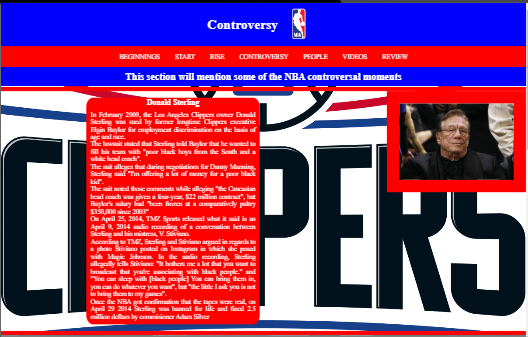 Controversy
NBA
BEGINNINGS START RISE CONTROVERSY PEOPLE VIDEOS REVIEW
This section will mention some of the NBA controversal moments
Donald Sterling
In February 2009, the Los Angeles Clippers owner Donald
Sterling was sued by former longtime Clippers executive
Elgin Baylor for employment discrimination on the basis of
age and race.
The lawsuit stated that Sterling told Baylor that he wanted to
fill his team with "poor black boys from the South and a
white head coach".
The suit alleges that during negotiations for Danny Manning,
Sterling said "I'm offering a lot of money for a poor black
kid".
The suit noted those comments while alleging "the Caucasian
head coach was given a four-year, $22 million contract", but
Baylor's salary had "been frozen at a comparatively paltry
$350,000 since 2003"
On April 25, 2014, TMZ Sports released what it said is an
April 9, 2014 audio recording of a conversation between
Sterling and his mistress, V. Stiviano.
According to TMZ, Sterling and Stiviano argued in regards to
a photo Stiviano posted on Instagram in which she posed
with Magic Johnson. In the audio recording, Sterling
allegedly tells Stiviano: "It bothers me a lot that you want to
broadcast that you're associating with black people." and
"You can sleep with [black people] You can bring them in,
you can do whatever you want", but "the little I ask you is not
to bring them to my games".
Once the NBA got confirmation that the tapes were real, on
April 29 2014 Sterling was banned for life and fined 2.5
million dollars by commisioner Adam Silver
CLIPPERS